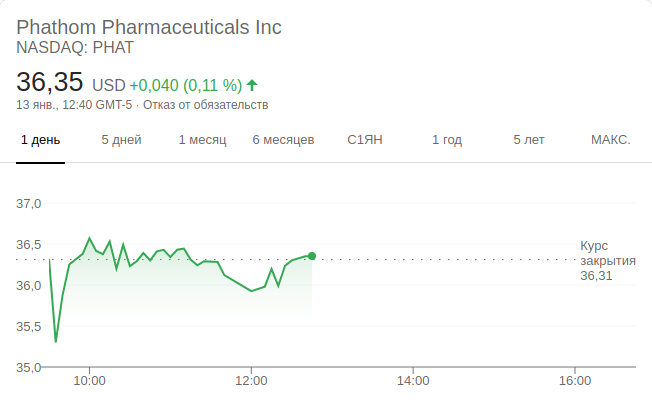 Phathom Pharmaceuticals Inc
NASDAQ: PHAT
36,35 USD +0,040 (0,11 %)
13 янв., 12:40 GMT-5 · Отказ от обязательств
1 день 5 дней 1 месяц 6 месяцев С1ЯН 1 год 5 лет МАКС.
37,0
36,5
Курс
закрытия
36,31
36,0
35,5
35,0
10:00 12:00 14:00 16:00